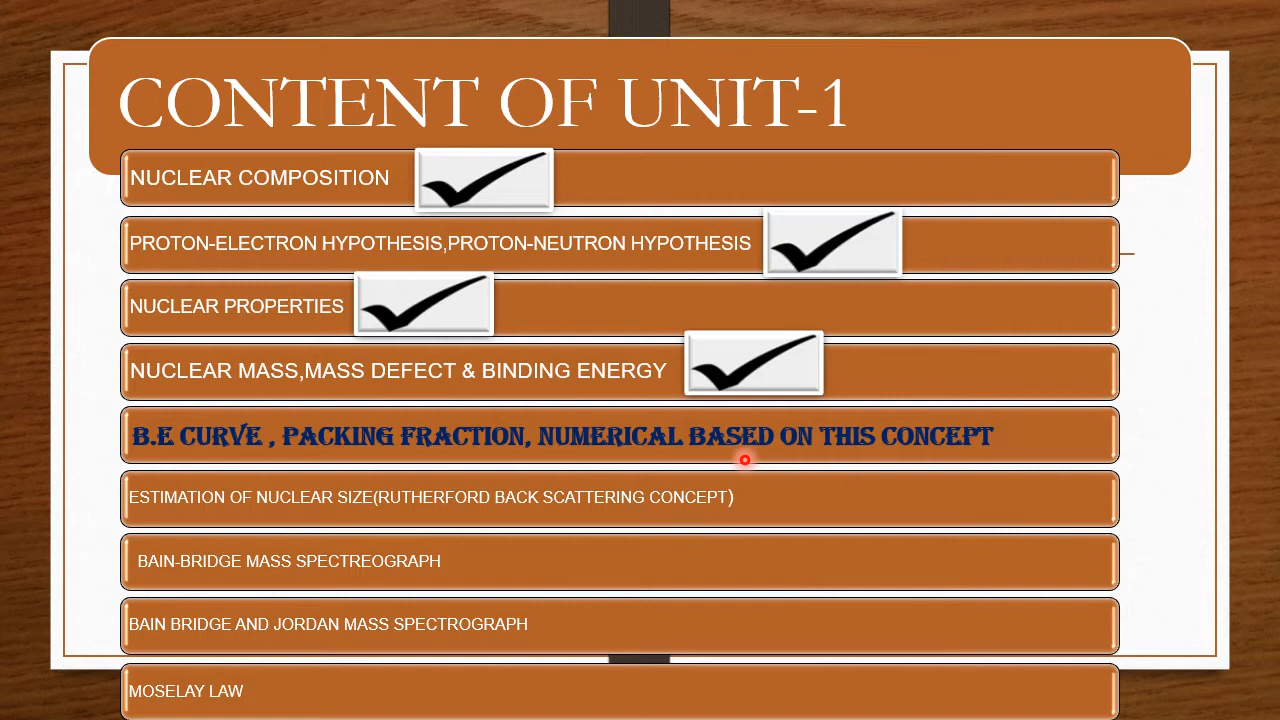 CONTENT OF UNIT-1
NUCLEAR COMPOSITION
PROTON-ELECTRON HYPOTHESIS,PROTON-NEUTRON HYPOTHESIS
NUCLEAR PROPERTIES
NUCLEAR MASS,MASS DEFECT & BINDING ENERGY
B.E CURVE , PACKING FRACTION, NUMERICAL BASED ON THIS CONCEPT
ESTIMATION OF NUCLEAR SIZE(RUTHERFORD BACK SCATTERING CONCEPT)
BAIN-BRIDGE MASS SPECTREOGRAPH
BAIN BRIDGE AND JORDAN MASS SPECTROGRAPH
MOSELAY LAW